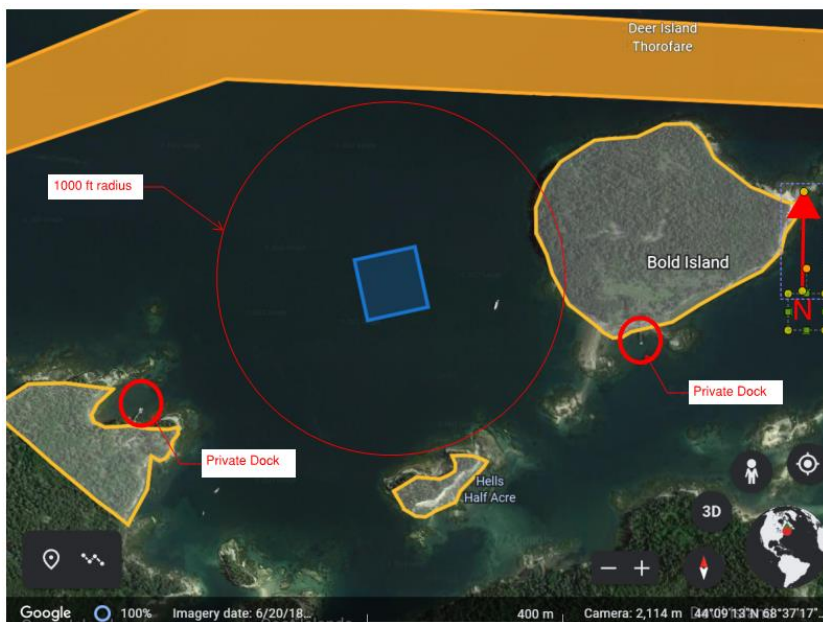 Deer Island
Thorofare
1000 ft radius
Bold Island
N
Private Dock
Private Dock
Hells
Half Acre
3D
Google
100%
Imagery date: 6/20/18...
400 m
Camera: 2,114 m
44°09'13"N 68°37'17"...